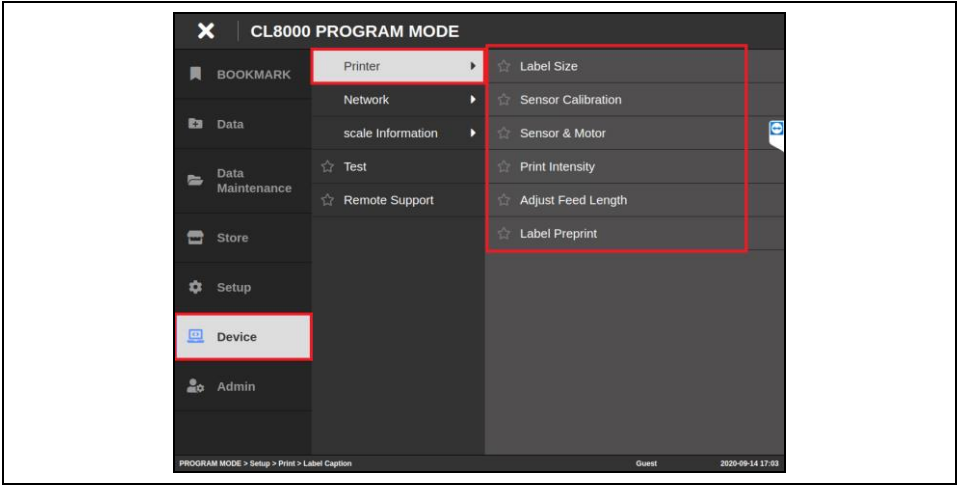 CL8000 PROGRAM MODE
BOOKMARK
Data
Data
Maintenance
Store
Setup
Device
Admin
Printer
Network
scale Information
Test
Remote Support
Label Size
Sensor Calibration
Sensor & Motor
Print Intensity
Adjust Feed Length
Label Preprint
PROGRAM MODE > Setup > Print > Label Caption
Guest
2020-09-14 17:03